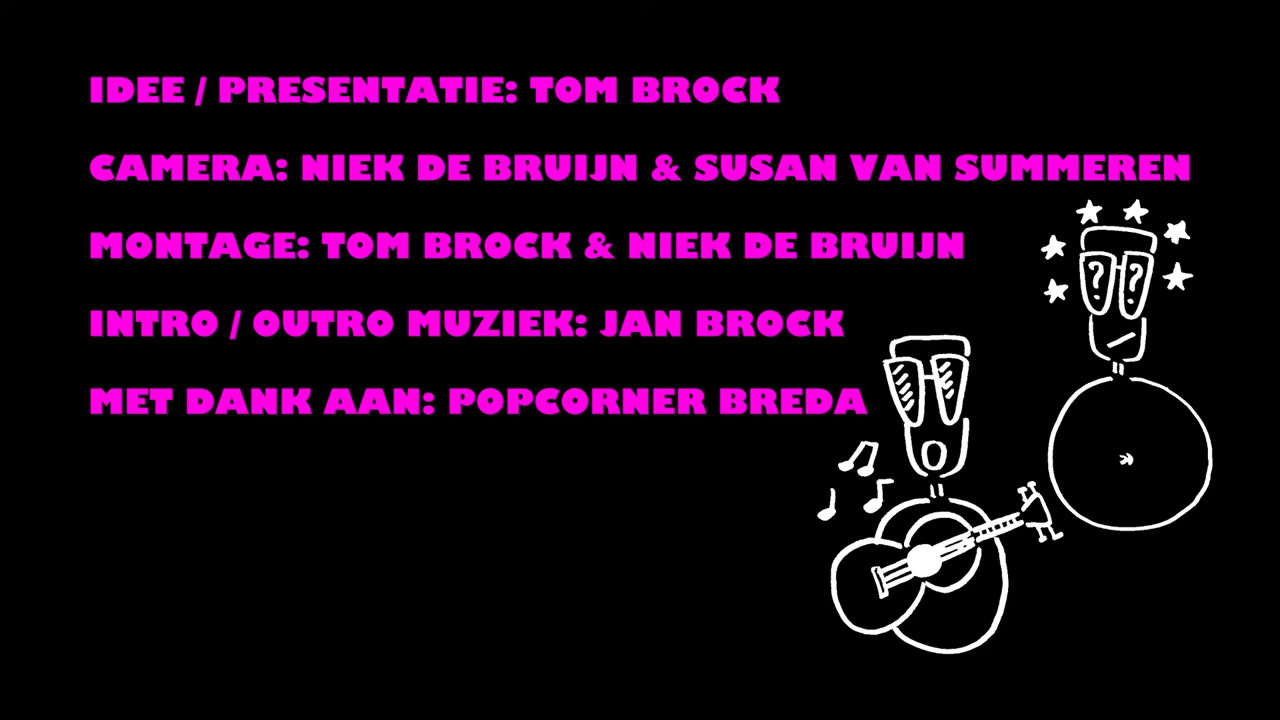 IDEE / PRESENTATIE: TOM BROCK
CAMERA: NIEK DE BRUIJN & SUSAN VAN SUMMEREN
MONTAGE: TOM BROCK & NIEK DE BRUIJN
INTRO / OUTRO MUZIEK: JAN BROCK
MET DANK AAN: POPCORNER BREDA